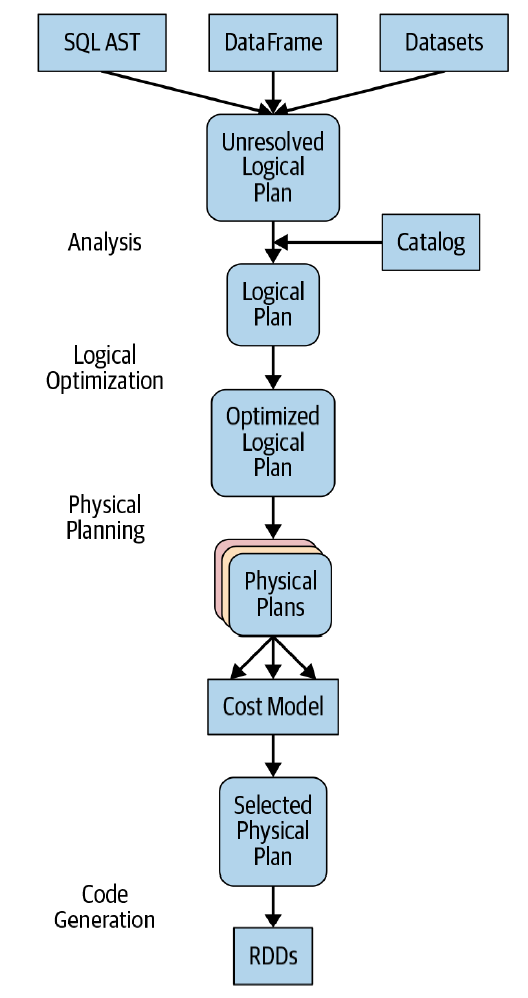 SQL AST
DataFrame
Datasets
Unresolved
Logical
Plan
Analysis
Catalog
Logical
Plan
Logical
Optimization
Optimized
Logical
Plan
Physical
Planning
Physical
Plans
Cost Model
Selected
Physical
Plan
Code
Generation
RDDs